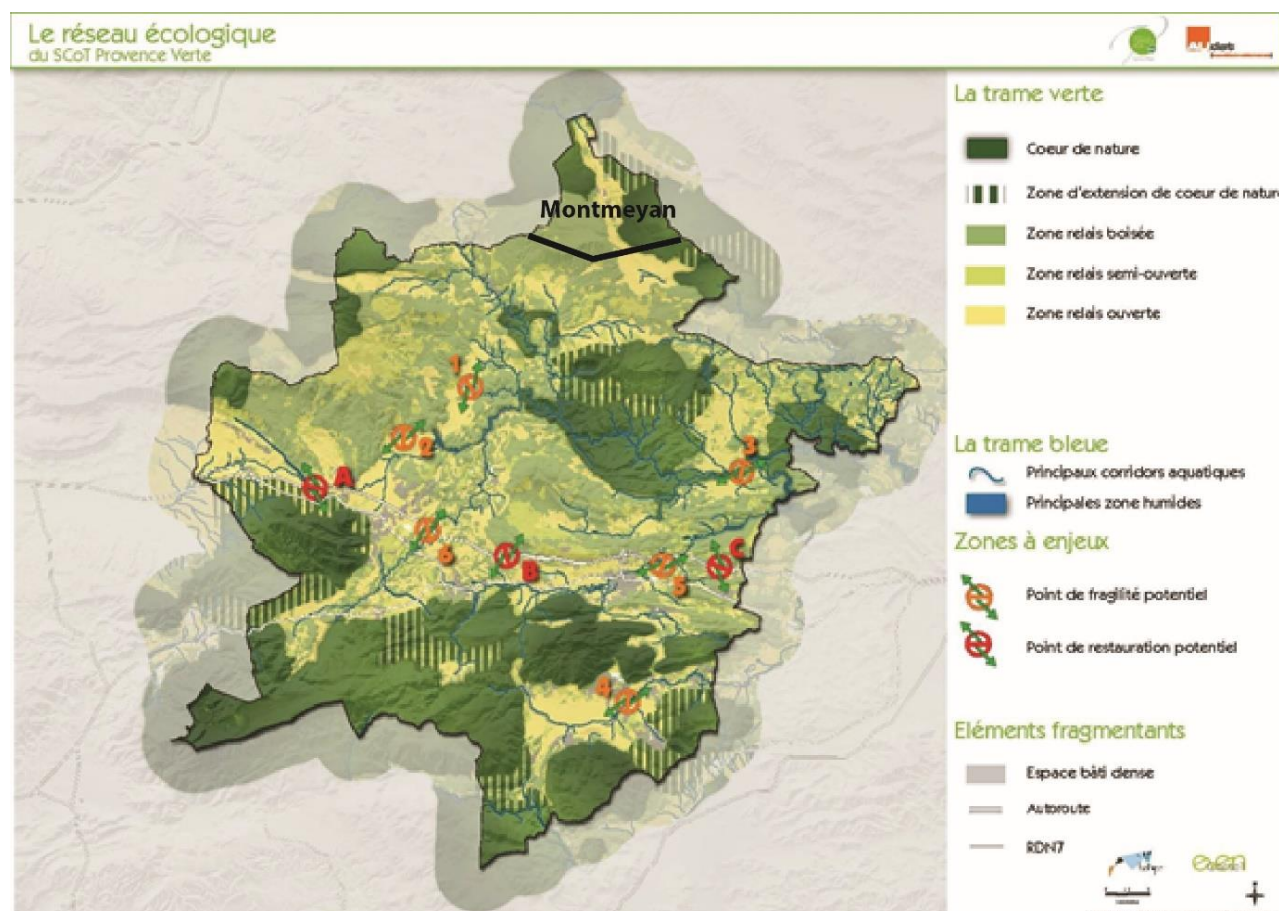 Le réseau écologique
du SCoT Provence Verte
Montmeyan
1
2
3
A
6
B
5
C
4
La trame verte
Coeur de nature
Zone d'extension de coeur de nature
Zone relais boisée
Zone relais semi-ouverte
Zone relais ouverte
La trame bleue
Principaux corridors aquatiques
Principales zone humides
Zones à enjeux
Point de fragilité potentiel
Point de restauration potentiel
Eléments fragmentants
Espace bâti dense
Autoroute
RDN7